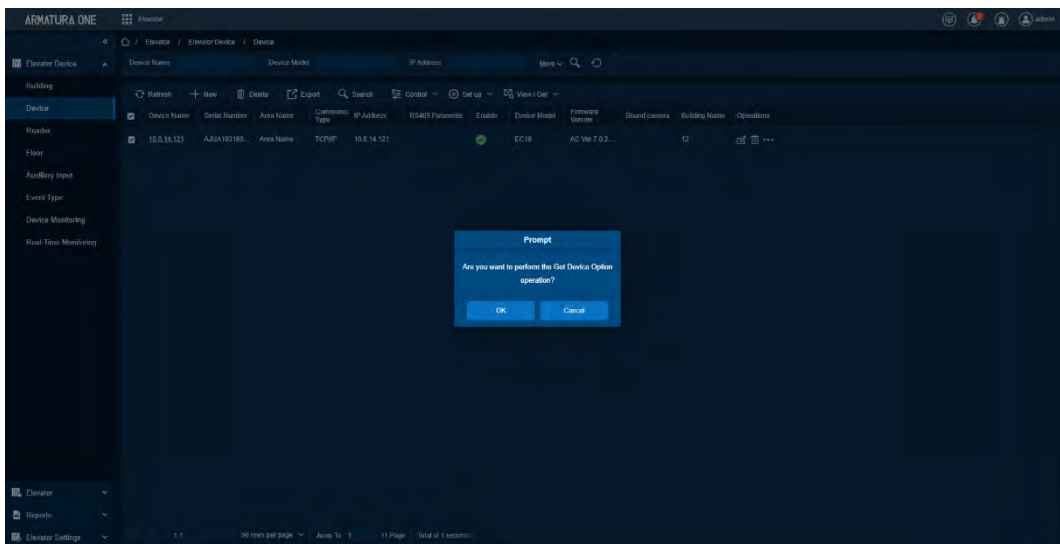 ARMATURA ONE
Elevator
admin
Elevator / Elevator Device / Device
Elevator Device
Device Name
Device Model
IP Address
More
Building
Refresh
New
Delete
Export
Search
Control
Set up
View / Get
Device
Device Name
Serial Number
Area Name
Type
IP Address
RS485 Parameter
Enable
Device Model
Firmware Version
Bound camera
Building Name
Operations
Reader
10.8.14.121
Area Name
TCP/IP
10.8.14.121
EC10
AC Ver 7.0.2....
12
Floor
Auxiliary Input
Event Type
Device Monitoring
Real-Time Monitoring
Prompt
Are you want to perform the Get Device Option
operation?
OK
Cancel
Elevator
Reports
Elevator Settings
1-1
50 rows per page
Jump To
1
/1 Page
Total of 1 records